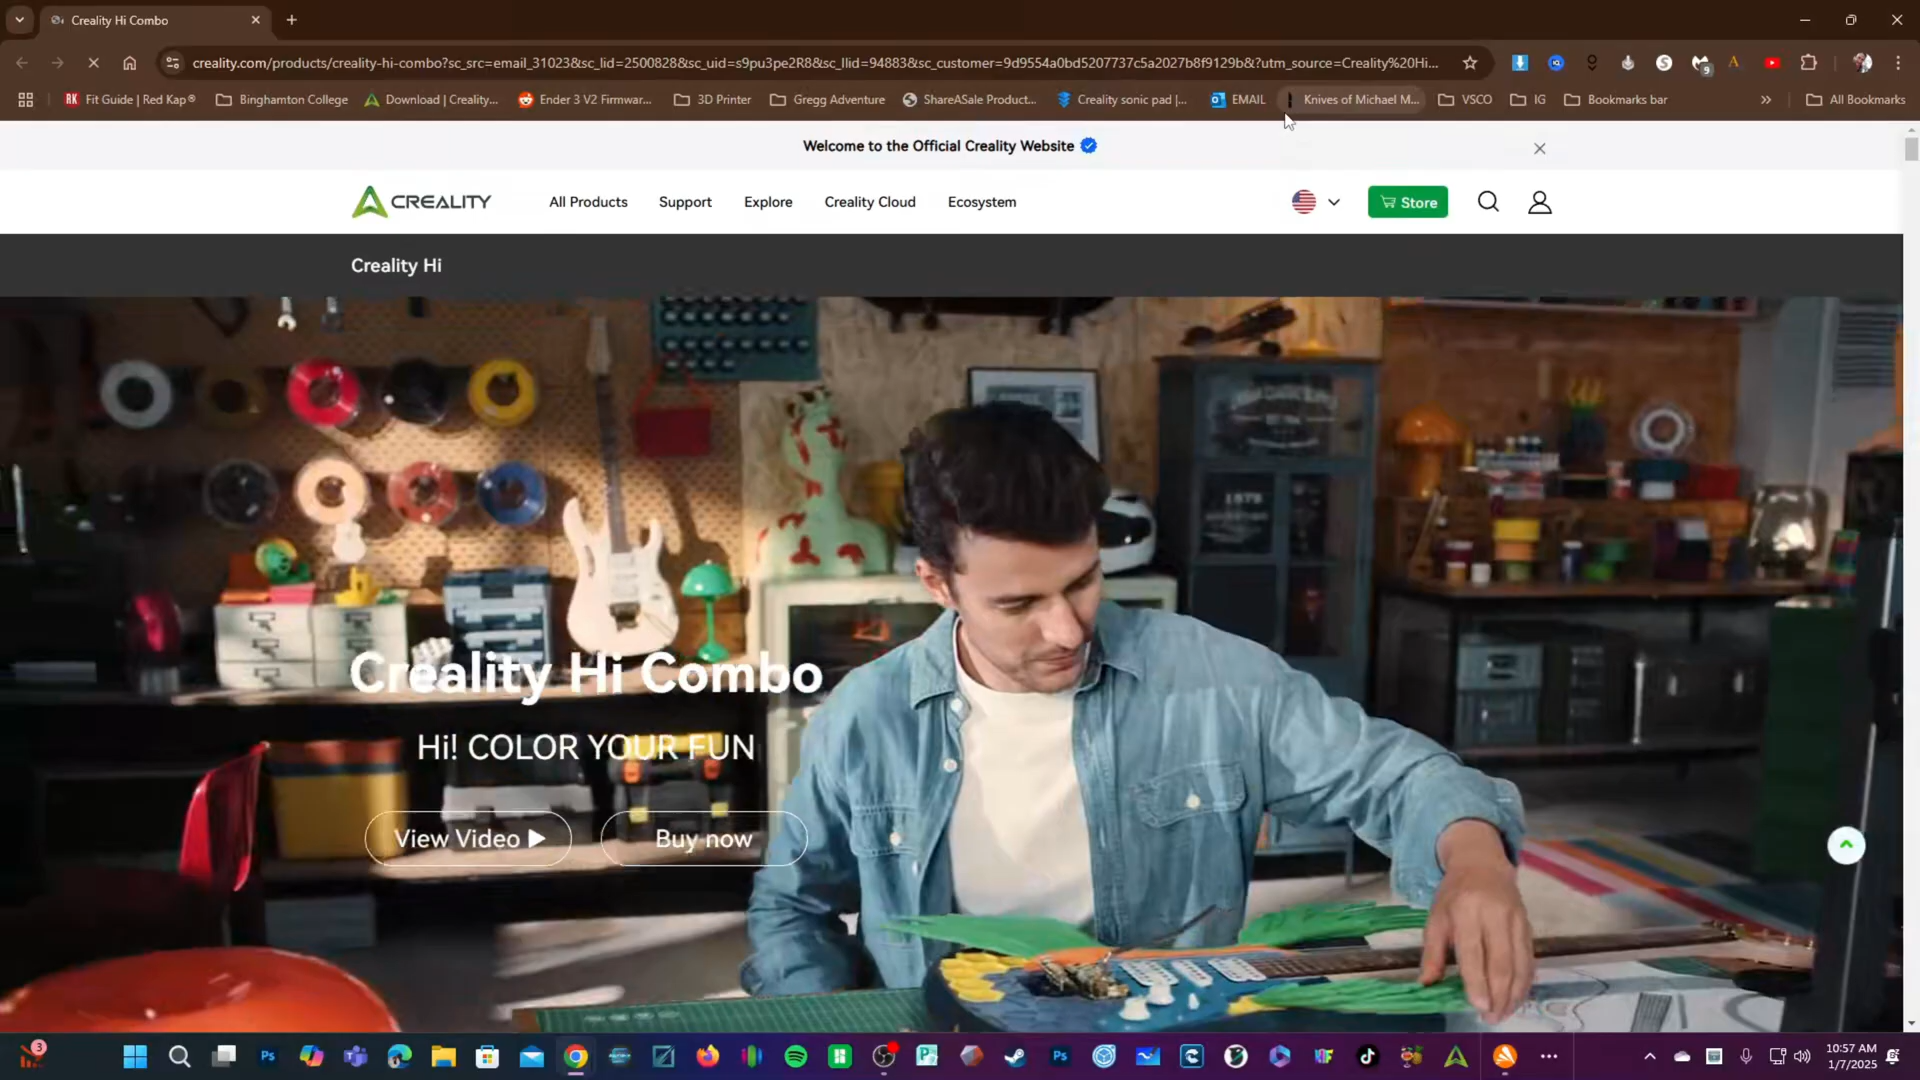 Creality Hi Combo
creality.com/products/creality-hi-combo?sc_src=email_31023&sc_lid=2500828&sc_uid=s9pu3pe2R8&sc_llid=94883&sc_customer=9d9554a0bd5207737c5a2027b8f9129b&?utm_source=Creality%20Hi...
Fit Guide | Red Kap® Binghamton College Download | Creality... Ender 3 V2 Firmwar... 3D Printer Gregg Adventure ShareASale Product... Creality sonic pad |... EMAIL Knives of Michael M... VSCO IG Bookmarks bar All Bookmarks
Welcome to the Official Creality Website
CREALITY All Products Support Explore Creality Cloud Ecosystem Store
Creality Hi
Creality Hi Combo
Hi! COLOR YOUR FUN
View Video Buy now
10:57 AM
1/7/2025